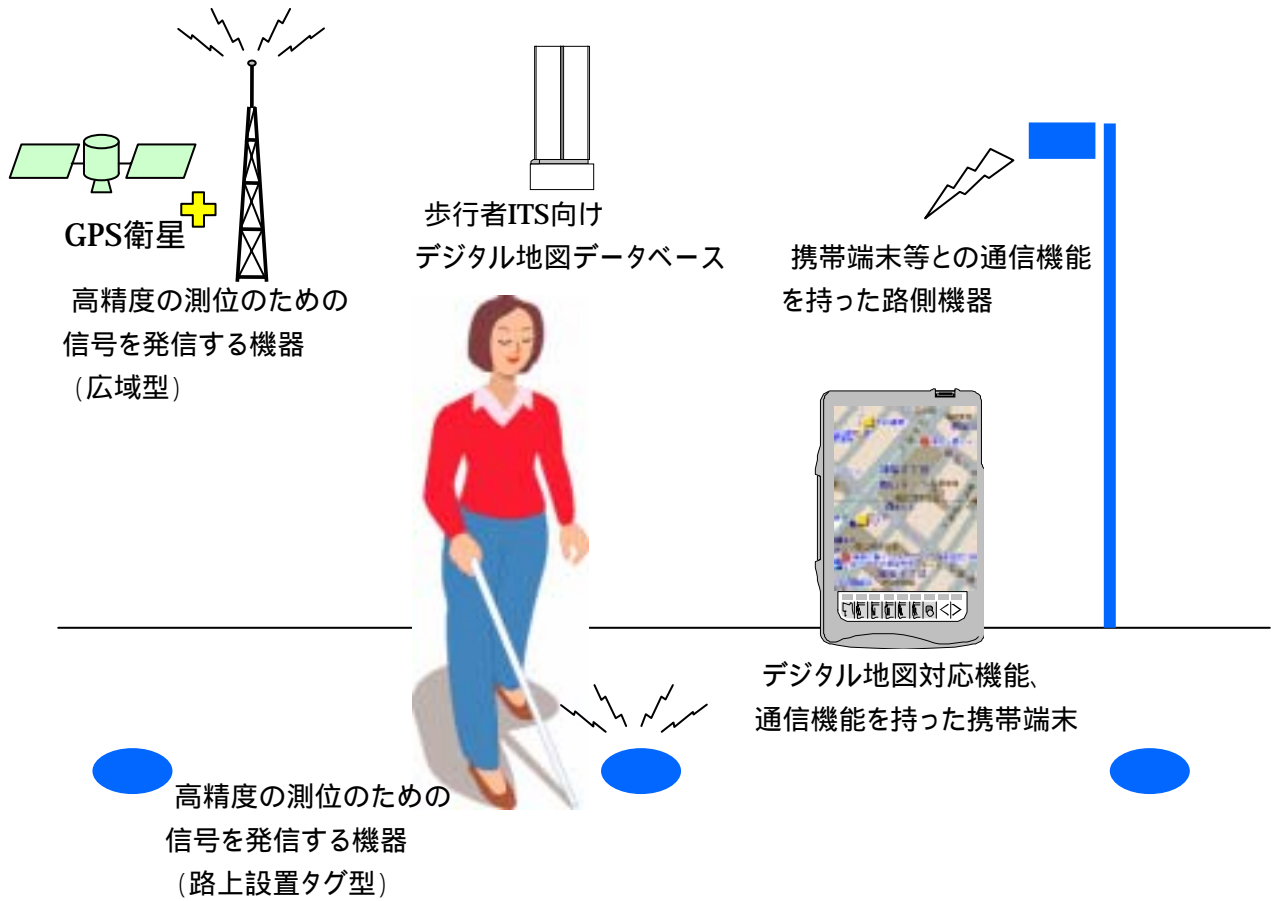 GPS衛星
高精度の測位のための
信号を発信する機器
(広域型)
歩行者ITS向け
デジタル地図データベース
携帯端末等との通信機能
を持った路側機器
デジタル地図対応機能、
通信機能を持った携帯端末
高精度の測位のための
信号を発信する機器
(路上設置タグ型)